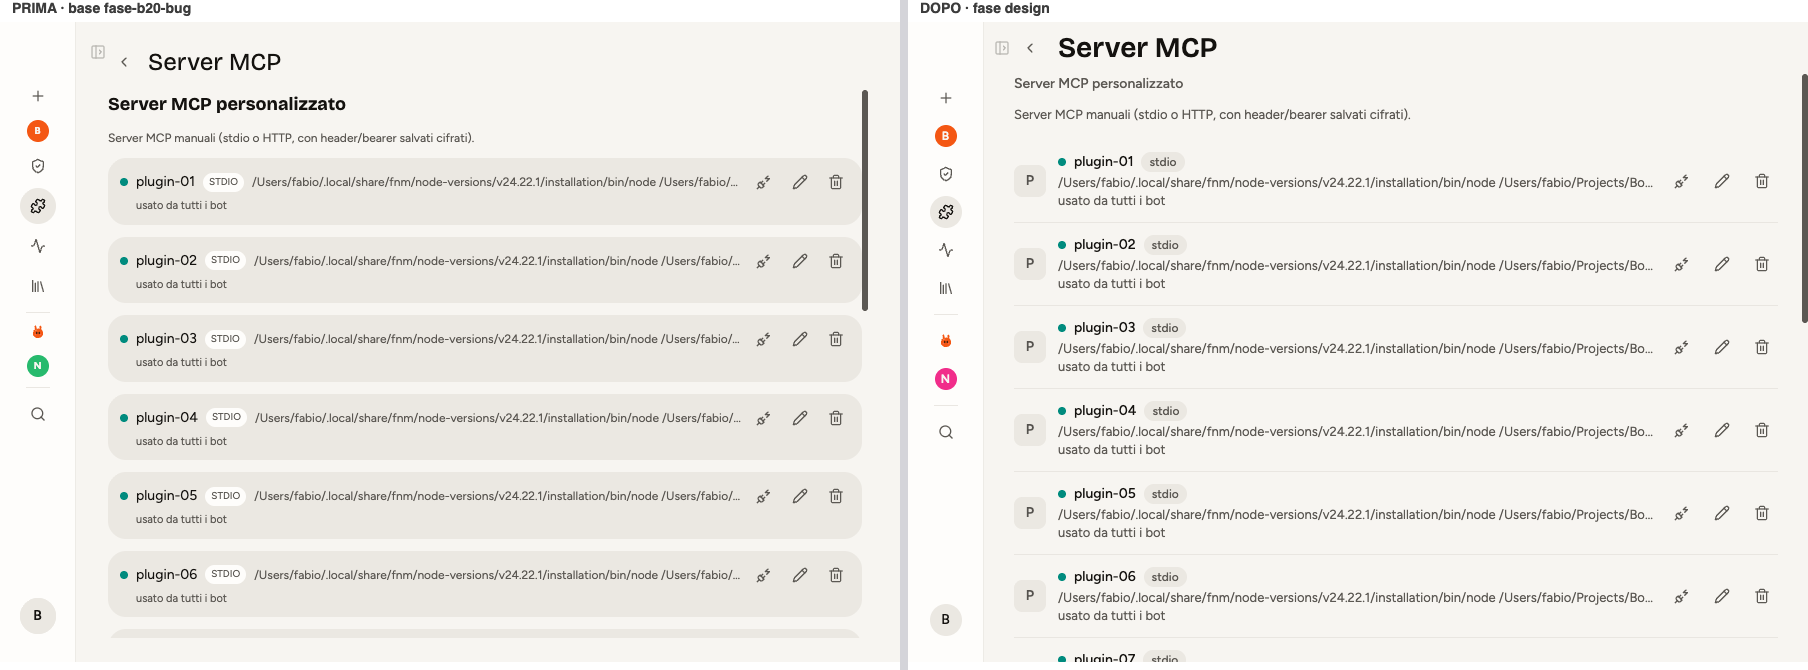 PRIMA · base fase-b20-bug
Server MCP
Server MCP personalizzato
Server MCP manuali (stdio o HTTP, con header/bearer salvati cifrati).
B
N
B
plugin-01 STDIO /Users/fabio/.local/share/fnm/node-versions/v24.22.1/installation/bin/node /Users/fabio/...
usato da tutti i bot
plugin-02 STDIO /Users/fabio/.local/share/fnm/node-versions/v24.22.1/installation/bin/node /Users/fabio/...
usato da tutti i bot
plugin-03 STDIO /Users/fabio/.local/share/fnm/node-versions/v24.22.1/installation/bin/node /Users/fabio/...
usato da tutti i bot
plugin-04 STDIO /Users/fabio/.local/share/fnm/node-versions/v24.22.1/installation/bin/node /Users/fabio/...
usato da tutti i bot
plugin-05 STDIO /Users/fabio/.local/share/fnm/node-versions/v24.22.1/installation/bin/node /Users/fabio/...
usato da tutti i bot
plugin-06 STDIO /Users/fabio/.local/share/fnm/node-versions/v24.22.1/installation/bin/node /Users/fabio/...
usato da tutti i bot
DOPO · fase design
Server MCP
Server MCP personalizzato
Server MCP manuali (stdio o HTTP, con header/bearer salvati cifrati).
B
N
B
P
plugin-01 stdio
/Users/fabio/.local/share/fnm/node-versions/v24.22.1/installation/bin/node /Users/fabio/Projects/Bo...
usato da tutti i bot
P
plugin-02 stdio
/Users/fabio/.local/share/fnm/node-versions/v24.22.1/installation/bin/node /Users/fabio/Projects/Bo...
usato da tutti i bot
P
plugin-03 stdio
/Users/fabio/.local/share/fnm/node-versions/v24.22.1/installation/bin/node /Users/fabio/Projects/Bo...
usato da tutti i bot
P
plugin-04 stdio
/Users/fabio/.local/share/fnm/node-versions/v24.22.1/installation/bin/node /Users/fabio/Projects/Bo...
usato da tutti i bot
P
plugin-05 stdio
/Users/fabio/.local/share/fnm/node-versions/v24.22.1/installation/bin/node /Users/fabio/Projects/Bo...
usato da tutti i bot
P
plugin-06 stdio
/Users/fabio/.local/share/fnm/node-versions/v24.22.1/installation/bin/node /Users/fabio/Projects/Bo...
usato da tutti i bot
plugin-07 stdio